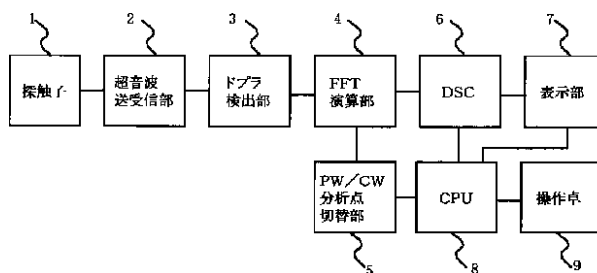 1
2
3
4
6
7
探触子
超音波
送受信部
ドプラ
検出部
FFT
演算部
DSC
表示部
PW/CW
分析点
切替部
CPU
操作卓
5
8
9